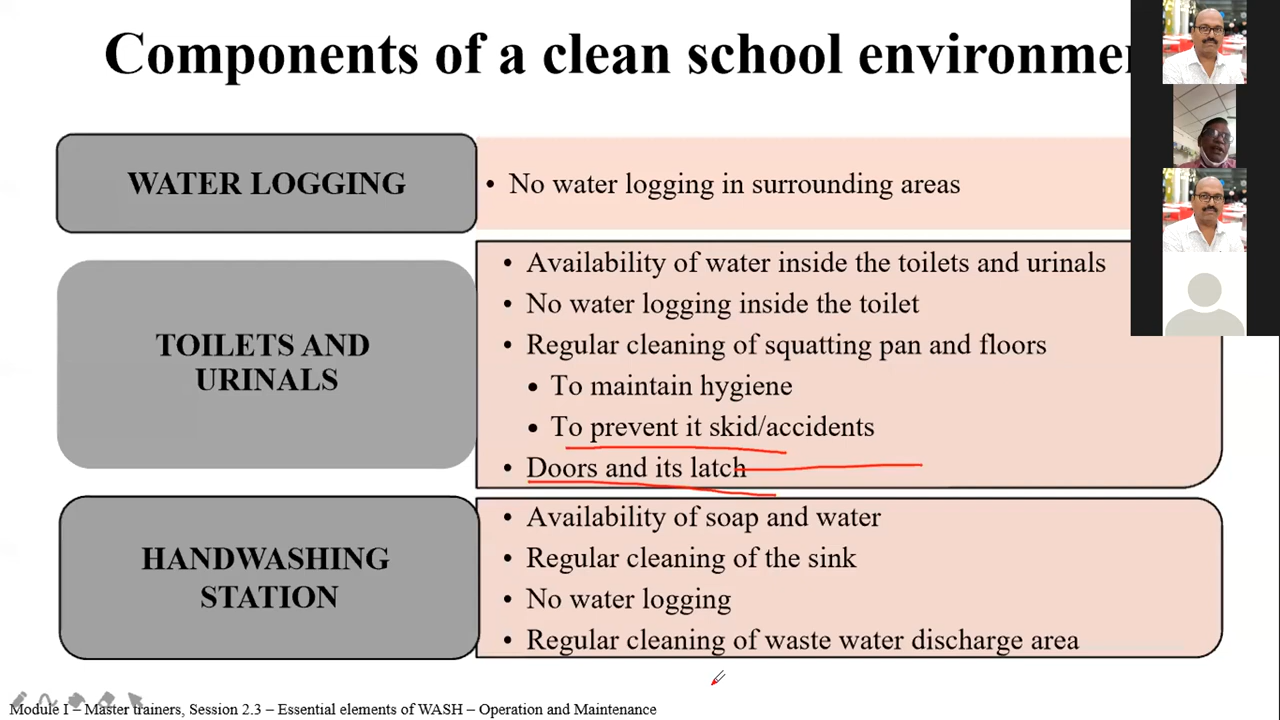 Components of a clean school environme
WATER LOGGING
• No water logging in surrounding areas
TOILETS AND
URINALS
• Availability of water inside the toilets and urinals
• No water logging inside the toilet
• Regular cleaning of squatting pan and floors
• To maintain hygiene
• To prevent it skid/accidents
• Doors and its latch
HANDWASHING
STATION
• Availability of soap and water
• Regular cleaning of the sink
• No water logging
• Regular cleaning of waste water discharge area
Module I – Master trainers, Session 2.3 – Essential elements of WASH – Operation and Maintenance